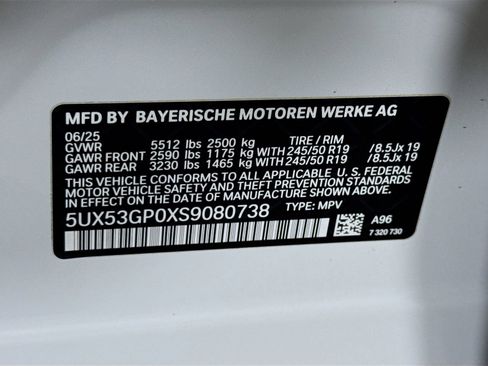 MFD BY BAYERISCHE MOTOREN WERKE AG
06/25
GVWR 5512 lbs 2500 kg TIRE / RIM
GAWR FRONT 2590 lbs 1175 kg WITH 245/50 R19 /8.5Jx 19
GAWR REAR 3230 lbs 1465 kg WITH 245/50 R19 /8.5Jx 19
THIS VEHICLE CONFORMS TO ALL APPLICABLE U. S. FEDERAL
MOTOR VEHICLE SAFETY, BUMPER, AND THEFT PREVENTION STANDARDS
IN EFFECT ON THE DATE OF MANUFACTURE SHOWN ABOVE.
5UX53GP0XS9080738 TYPE: MPV
A96
7 320 730